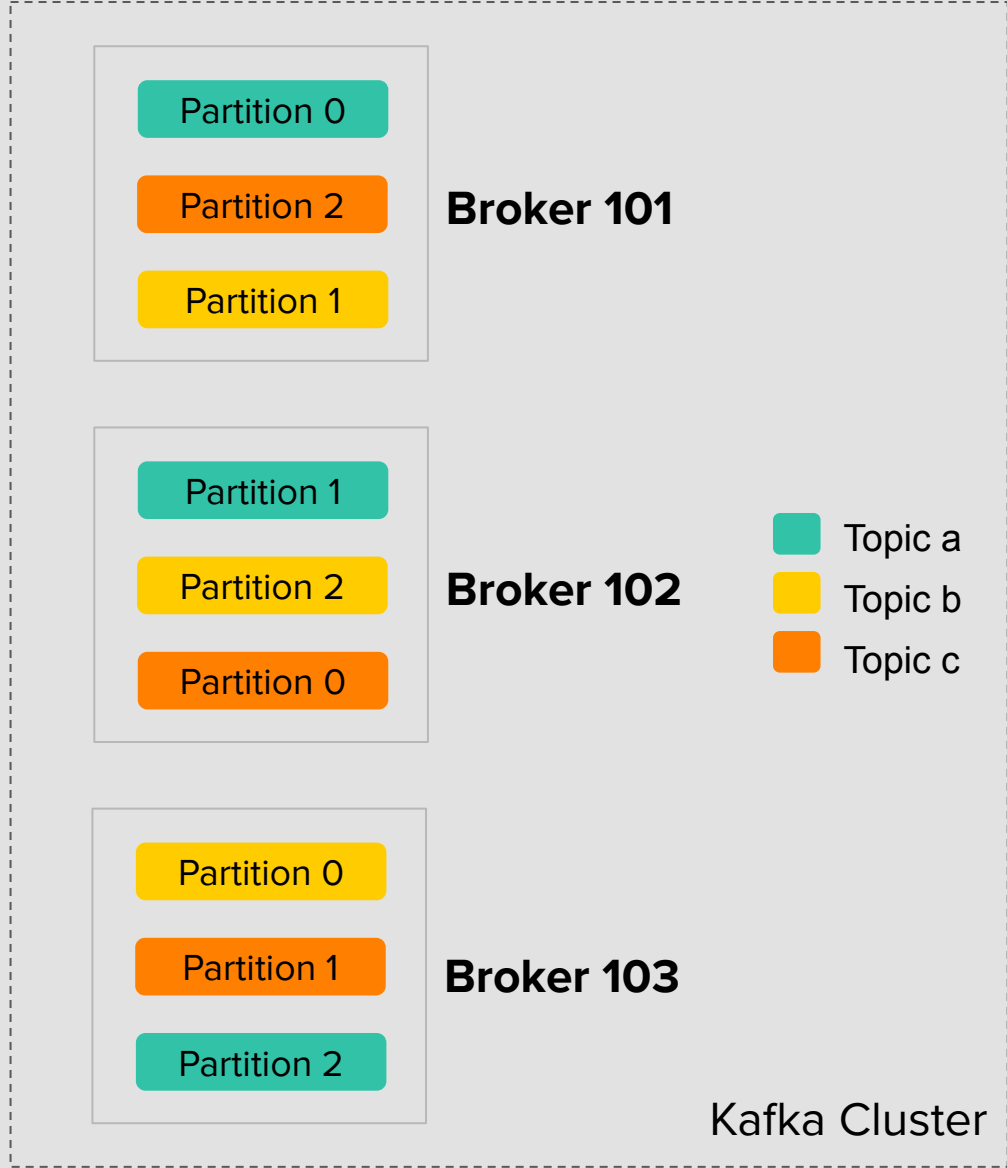 Partition 0
Partition 2
Partition 1
Broker 101
Partition 1
Partition 2
Partition 0
Broker 102
Topic a
Topic b
Topic c
Partition 0
Partition 1
Partition 2
Broker 103
Kafka Cluster